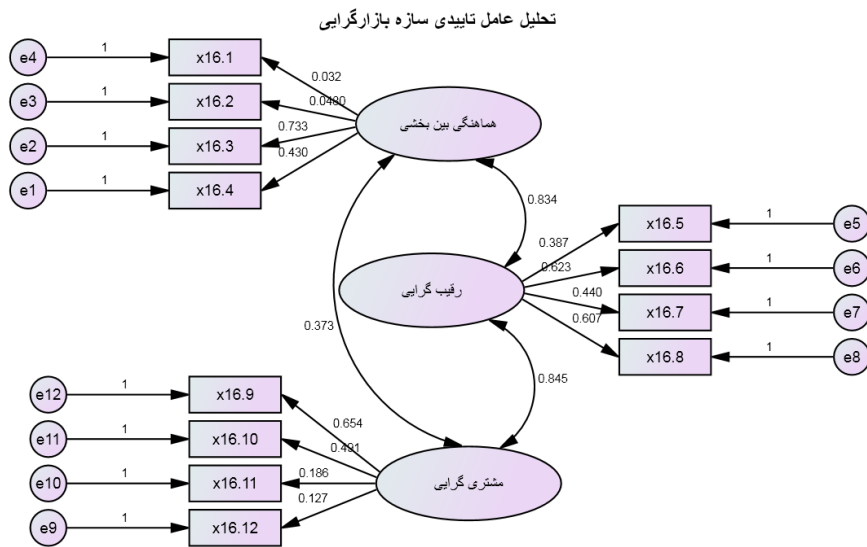 تحلیل عامل تاییدی سازه بازارگرایی
e4 1 x16.1
e3 1 x16.2
e2 1 x16.3
e1 1 x16.4
0.032
0.0480
0.733
0.430
هماهنگی بین بخشی
0.834
0.373
رقیب گرایی
0.387
0.623
0.440
0.607
x16.5 1 e5
x16.6 1 e6
x16.7 1 e7
x16.8 1 e8
0.845
e12 1 x16.9
e11 1 x16.10
e10 1 x16.11
e9 1 x16.12
0.654
0.491
0.186
0.127
مشتری گرایی